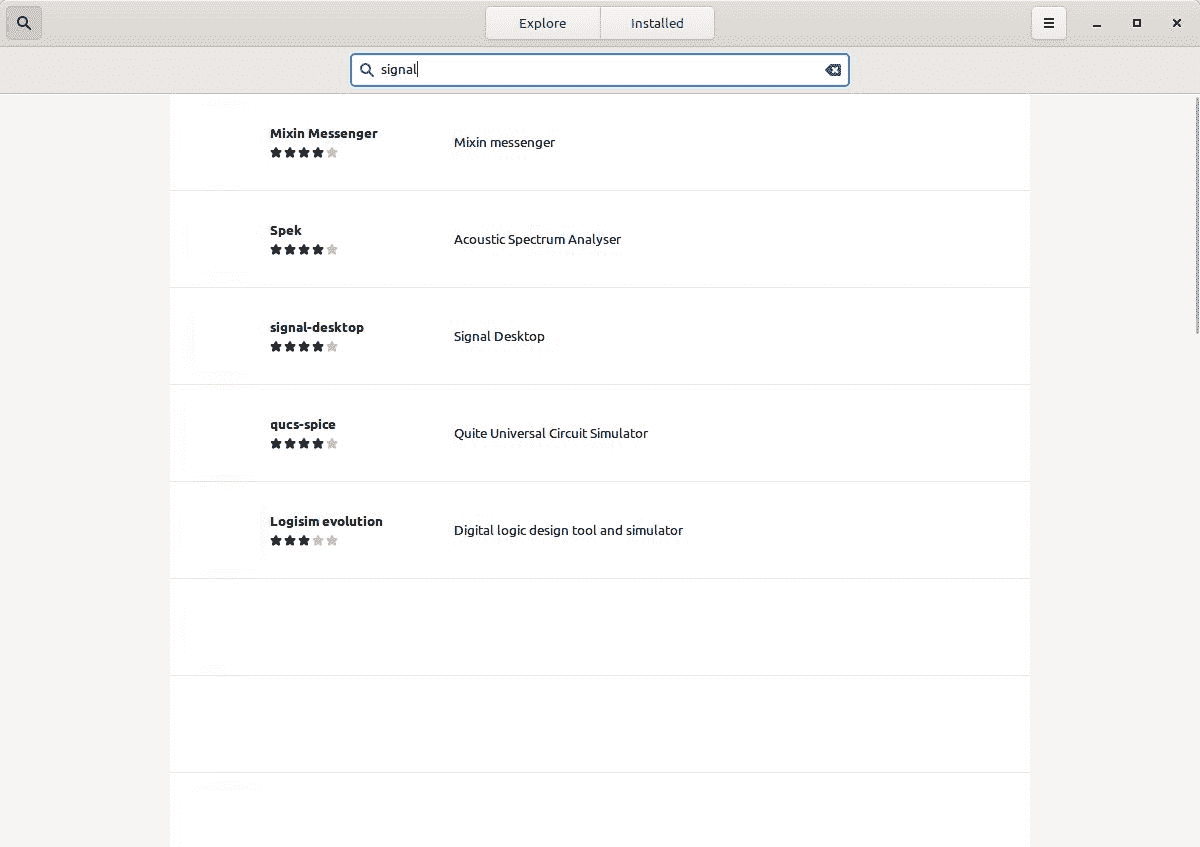 Explore
Installed
signal
Mixin Messenger
Mixin messenger
Spek
Acoustic Spectrum Analyser
signal-desktop
Signal Desktop
qucs-spice
Quite Universal Circuit Simulator
Logisim evolution
Digital logic design tool and simulator